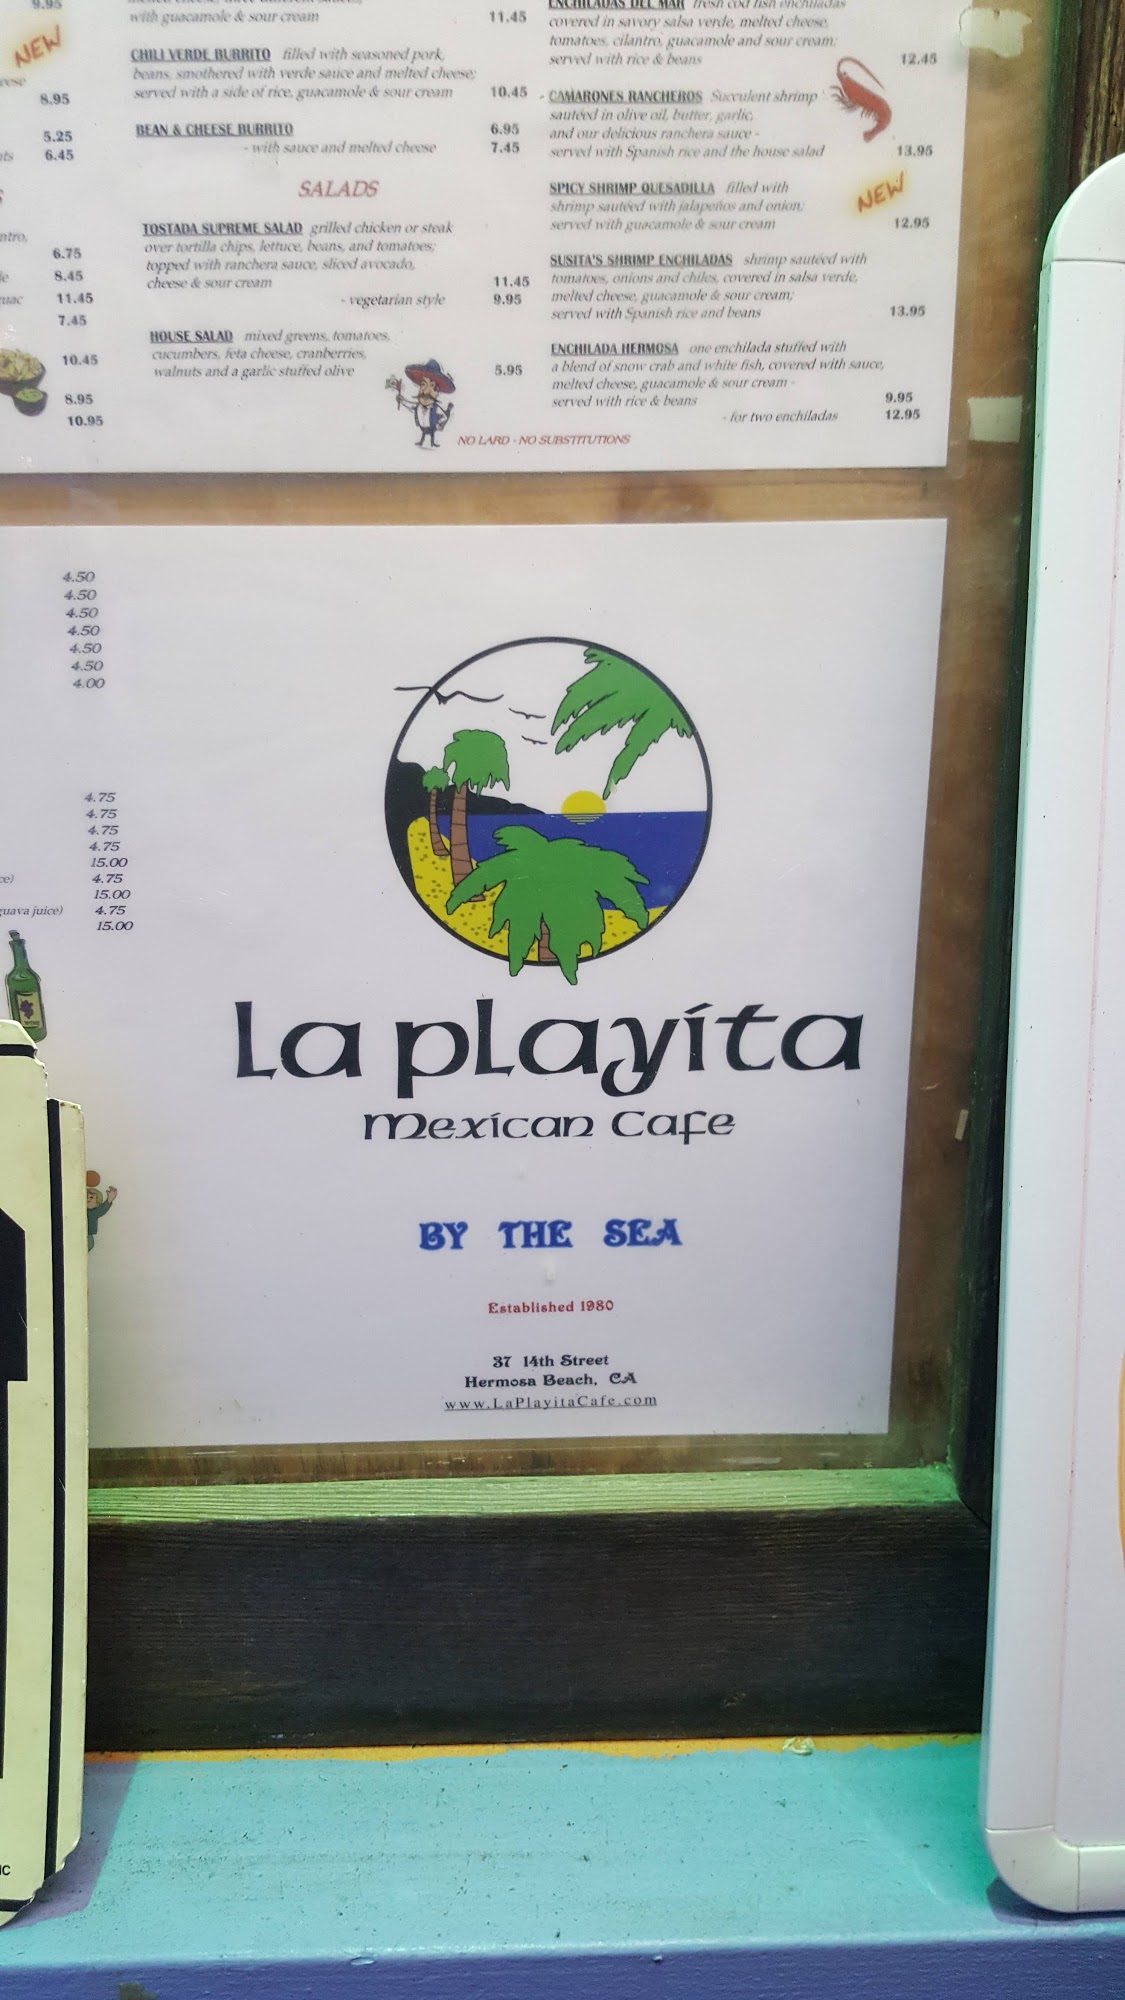 9.95
NEW
8.95
5.25
6.45
6.75
8.45
11.45
7.45
10.45
8.95
10.95
with guacamole & sour cream 11.45
CHILI VERDE BURRITO filled with seasoned pork,
beans, smothered with verde sauce and melted cheese;
served with a side of rice, guacamole & sour cream 10.45
BEAN & CHEESE BURRITO 6.95
- with sauce and melted cheese 7.45
SALADS
TOSTADA SUPREME SALAD grilled chicken or steak
over tortilla chips, lettuce, beans, and tomatoes;
topped with ranchera sauce, sliced avocado,
cheese & sour cream 11.45
- vegetarian style 9.95
HOUSE SALAD mixed greens, tomatoes,
cucumbers, feta cheese, cranberries,
walnuts and a garlic stuffed olive 5.95
ENCHILADAS DEL MAR fresh cod fish enchiladas
covered in savory salsa verde, melted cheese,
tomatoes, cilantro, guacamole and sour cream;
served with rice & beans 12.45
- CAMARONES RANCHEROS Succulent shrimp
sautéed in olive oil, butter, garlic,
and our delicious ranchera sauce -
served with Spanish rice and the house salad 13.95
SPICY SHRIMP QUESADILLA filled with NEW
shrimp sautéed with jalapeños and onion;
served with guacamole & sour cream 12.95
SUSITA'S SHRIMP ENCHILADAS shrimp sautéed with
tomatoes, onions and chiles, covered in salsa verde,
melted cheese, guacamole & sour cream;
served with Spanish rice and beans 13.95
ENCHILADA HERMOSA one enchilada stuffed with
a blend of snow crab and white fish, covered with sauce,
melted cheese, guacamole & sour cream -
served with rice & beans 9.95
- for two enchiladas 12.95
NO LARD - NO SUBSTITUTIONS
4.50
4.50
4.50
4.50
4.50
4.50
4.00
4.75
4.75
4.75
4.75
15.00
4.75
15.00
guava juice) 4.75
15.00
La Playita
Mexican Cafe
BY THE SEA
Established 1980
37 14th Street
Hermosa Beach, CA
www.LaPlayitaCafe.com